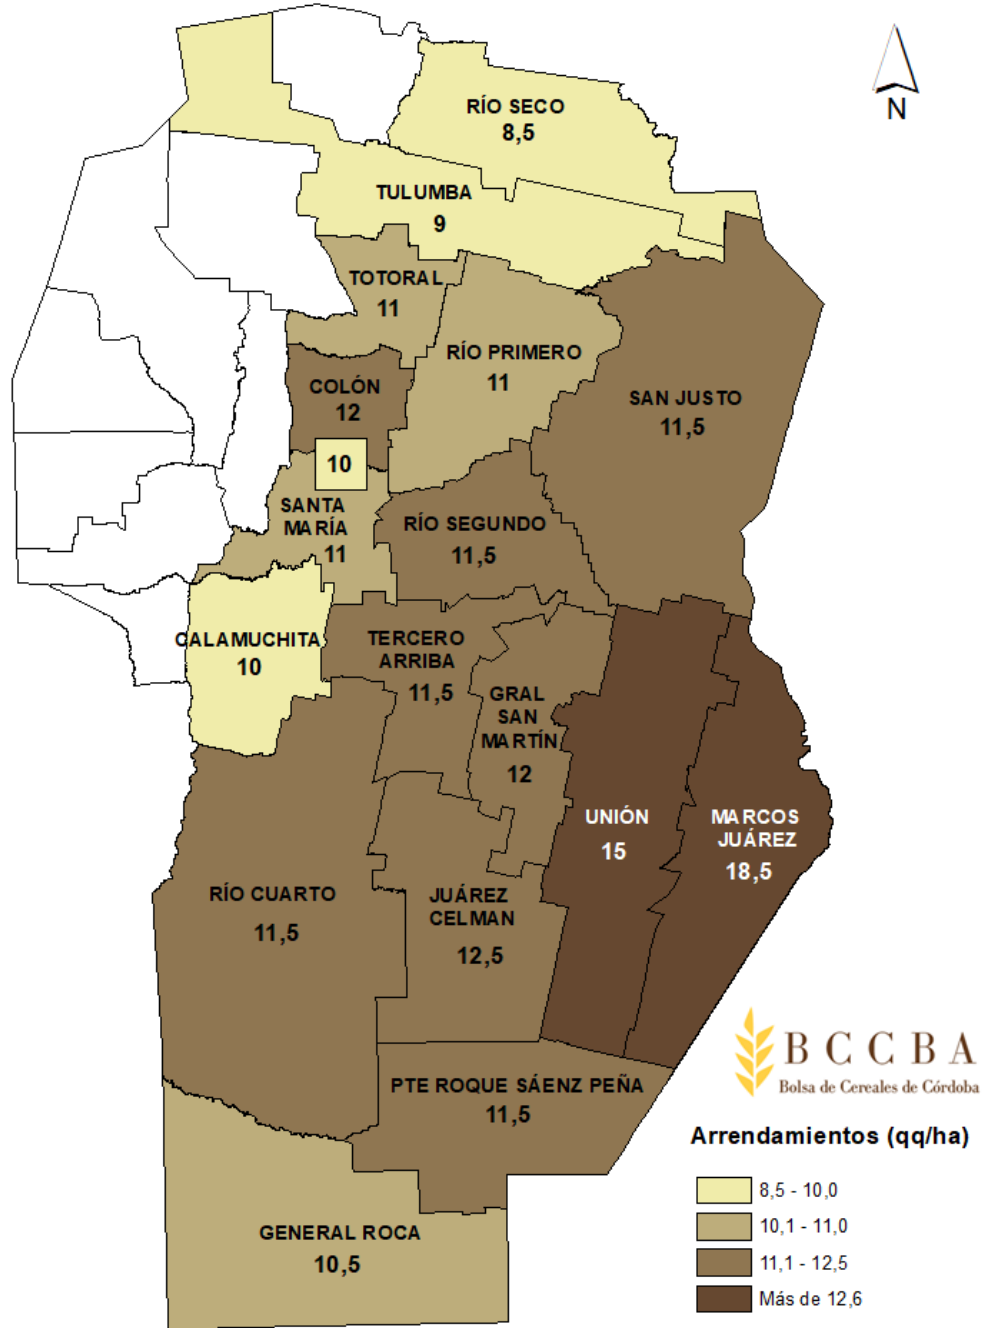 N
RÍO SECO
8,5
TULUMBA
9
TOTORAL
11
RÍO PRIMERO
11
COLÓN
12
SAN JUSTO
11,5
10
SANTA
MARÍA
11
RÍO SEGUNDO
11,5
CALAMUCHITA
10
TERCERO
ARRIBA
11,5
GRAL
SAN
MARTÍN
12
UNIÓN
15
MARCOS
JUÁREZ
18,5
RÍO CUARTO
11,5
JUÁREZ
CELMAN
12,5
PTE ROQUE SÁENZ PEÑA
11,5
GENERAL ROCA
10,5
BCCBA
Bolsa de Cereales de Córdoba
Arrendamientos (qq/ha)
8,5 - 10,0
10,1 - 11,0
11,1 - 12,5
Más de 12,6